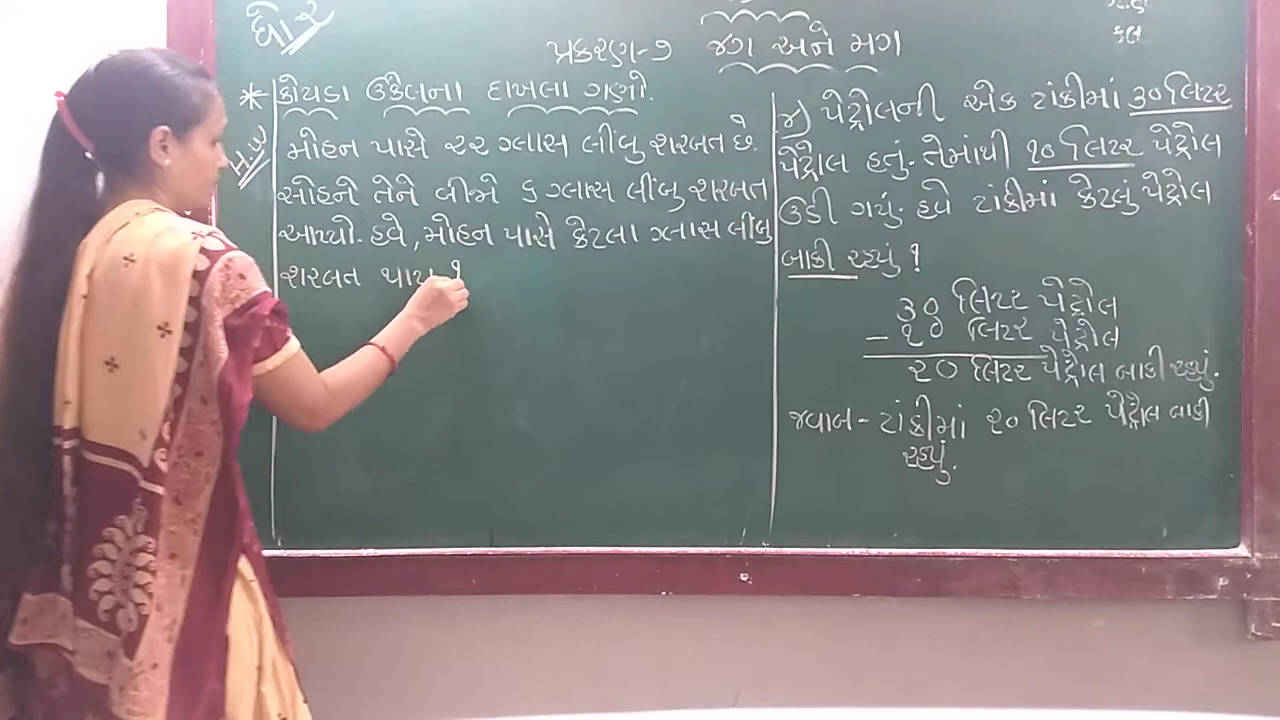 ધો-૨
પ્રકરણ-૭ જગ અને મગ
* કોયડા ઉકેલના દાખલા ગણો.
મોહન પાસે ૨૨ ગ્લાસ લીંબુ શરબત છે.
સોહને તેને બીજો ૬ ગ્લાસ લીંબુ શરબત
આપ્યો. હવે, મોહન પાસે કેટલા ગ્લાસ લીંબુ
શરબત થાય ?
૪) પેટ્રોલની એક ટાંકીમાં ૩૦ લિટર
પેટ્રોલ હતું. તેમાંથી ૧૦ લિટર પેટ્રોલ
ઉડી ગયું. હવે ટાંકીમાં કેટલું પેટ્રોલ
બાકી રહ્યું ?
૩૦ લિટર પેટ્રોલ
– ૧૦ લિટર પેટ્રોલ
૨૦ લિટર પેટ્રોલ બાકી રહ્યું.
જવાબ - ટાંકીમાં ૨૦ લિટર પેટ્રોલ બાકી
રહ્યું.